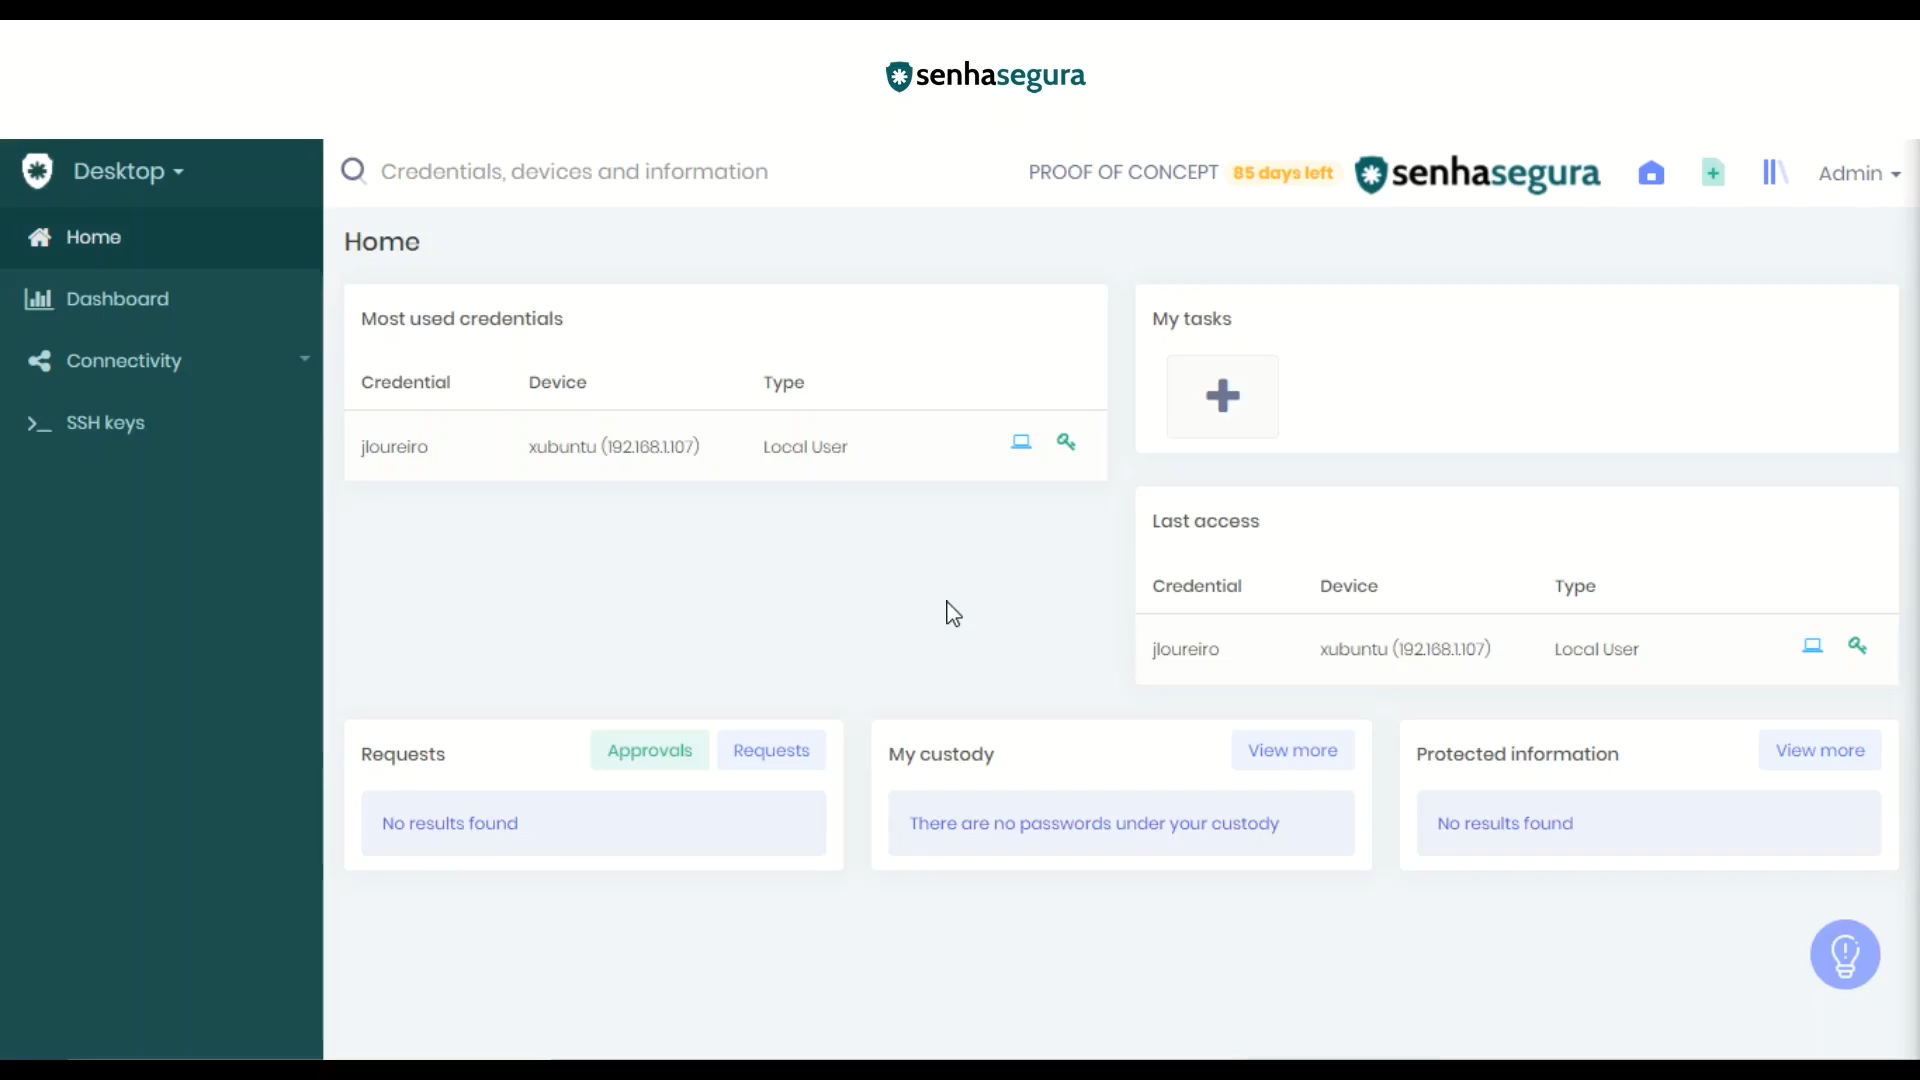 senhasegura
Desktop
Credentials, devices and information
PROOF OF CONCEPT 85 days left
senhasegura
Admin
Home
Dashboard
Connectivity
SSH keys
Home
Most used credentials
Credential Device Type
jloureiro xubuntu (192.168.1.107) Local User
My tasks
Last access
Credential Device Type
jloureiro xubuntu (192.168.1.107) Local User
Requests Approvals Requests
No results found
My custody View more
There are no passwords under your custody
Protected information View more
No results found